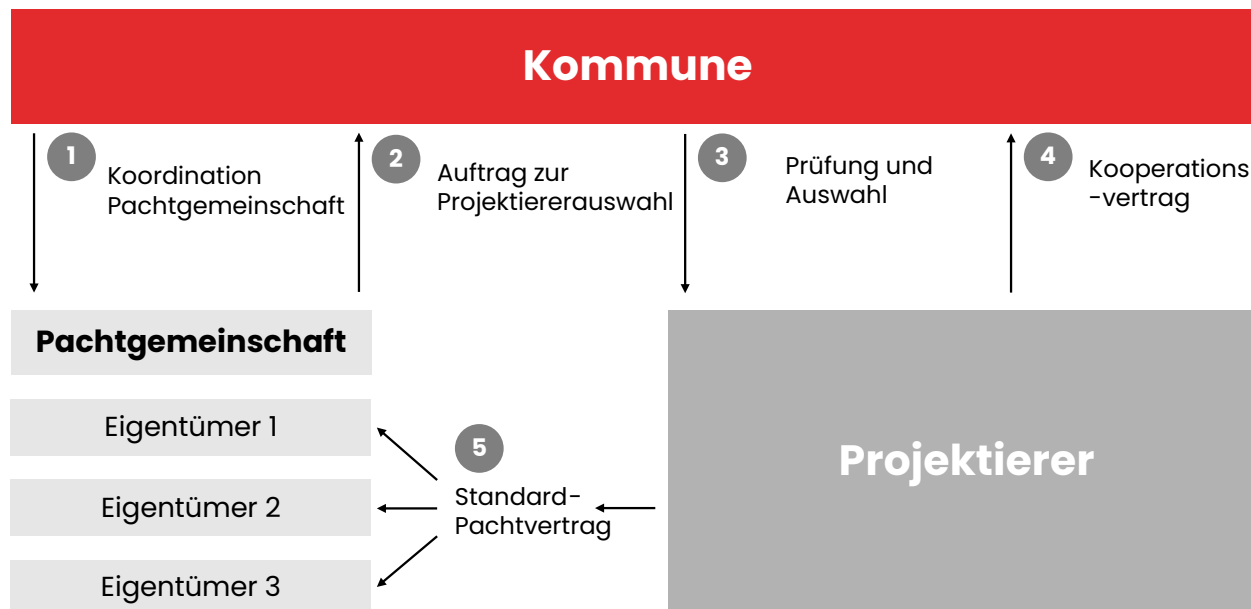 Kommune
1
Koordination
Pachtgemeinschaft
2
Auftrag zur
Projektiererauswahl
3
Prüfung und
Auswahl
4
Kooperations
-vertrag
Pachtgemeinschaft
Eigentümer 1
Eigentümer 2
Eigentümer 3
5
Standard-
Pachtvertrag
Projektierer